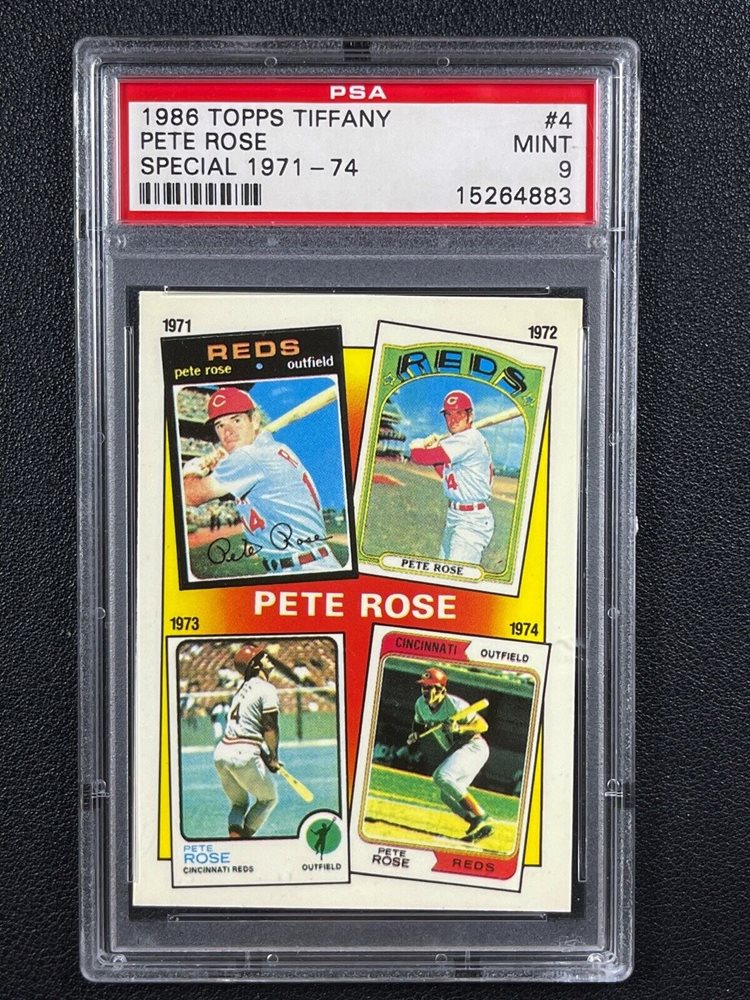 PSA
1986 TOPPS TIFFANY #4
PETE ROSE MINT
SPECIAL 1971-74 9
15264883
1971
REDS
pete rose • outfield
Pete Rose
1972
REDS
PETE ROSE
PETE ROSE
1973
PETE
ROSE
CINCINNATI REDS
OUTFIELD
1974
CINCINNATI
OUTFIELD
PETE
ROSE
REDS